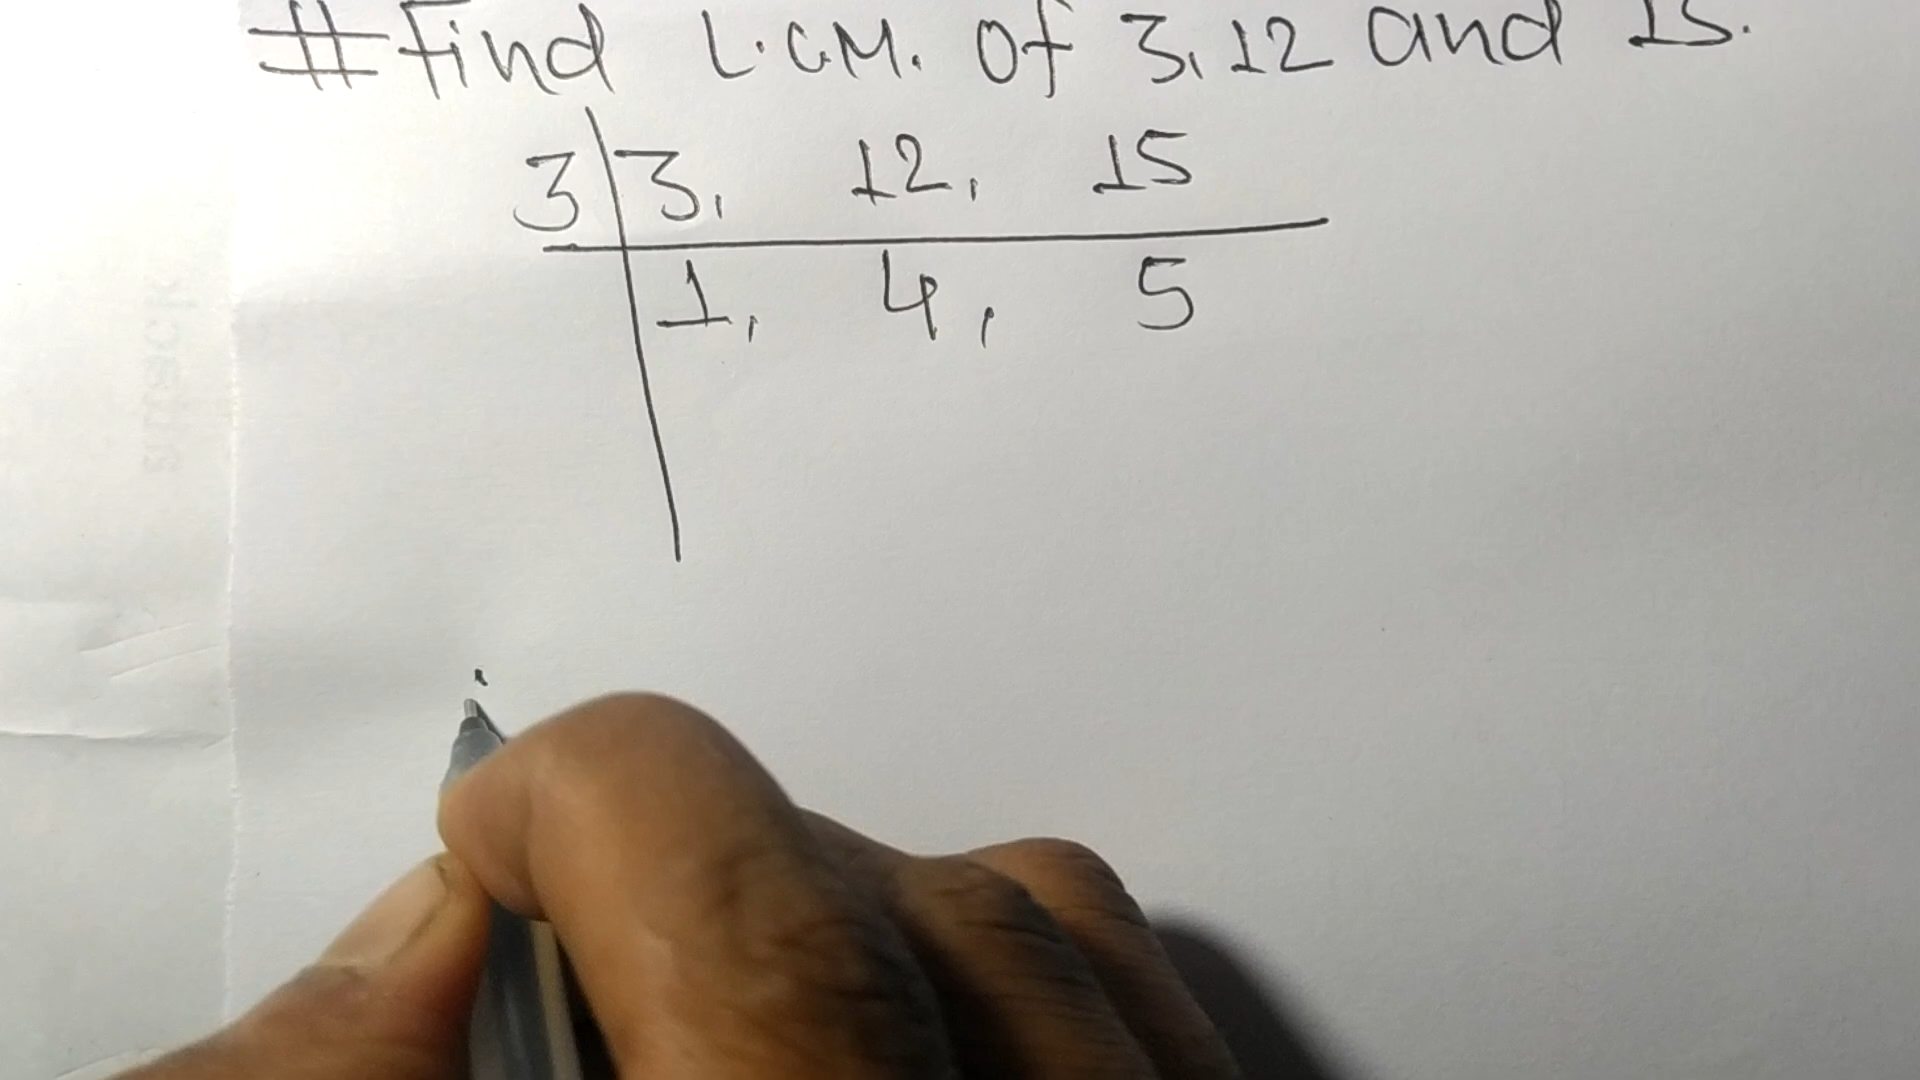 #Find L.C.M. of 3, 12 and 15.
3 3, 12, 15
1, 4, 5